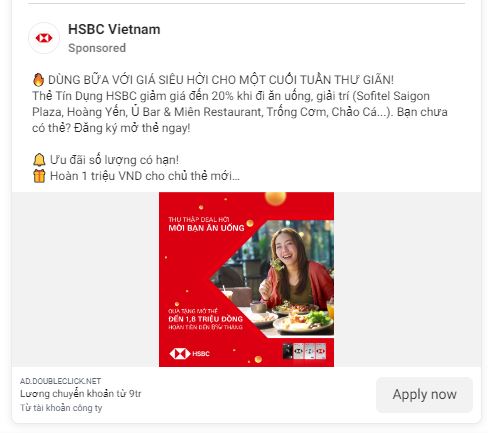 HSBC Vietnam
Sponsored
🔥 DÙNG BỮA VỚI GIÁ SIÊU HỜI CHO MỘT CUỐI TUẦN THƯ GIÃN!
Thẻ Tín Dụng HSBC giảm giá đến 20% khi đi ăn uống, giải trí (Sofitel Saigon
Plaza, Hoàng Yến, Ủ Bar & Miên Restaurant, Trống Cơm, Chảo Cá...). Bạn chưa
có thẻ? Đăng ký mở thẻ ngay!
🔔 Ưu đãi số lượng có hạn!
🎁 Hoàn 1 triệu VND cho chủ thẻ mới...
THU THẬP DEAL HỜI
MỜI BẠN ĂN UỐNG
QUÀ TẶNG MỞ THẺ
ĐẾN 1,8 TRIỆU ĐỒNG
HOÀN TIỀN ĐẾN 8% THÁNG
HSBC
AD.DOUBLECLICK.NET
Lương chuyển khoản từ 9tr
Từ tài khoản công ty
Apply now